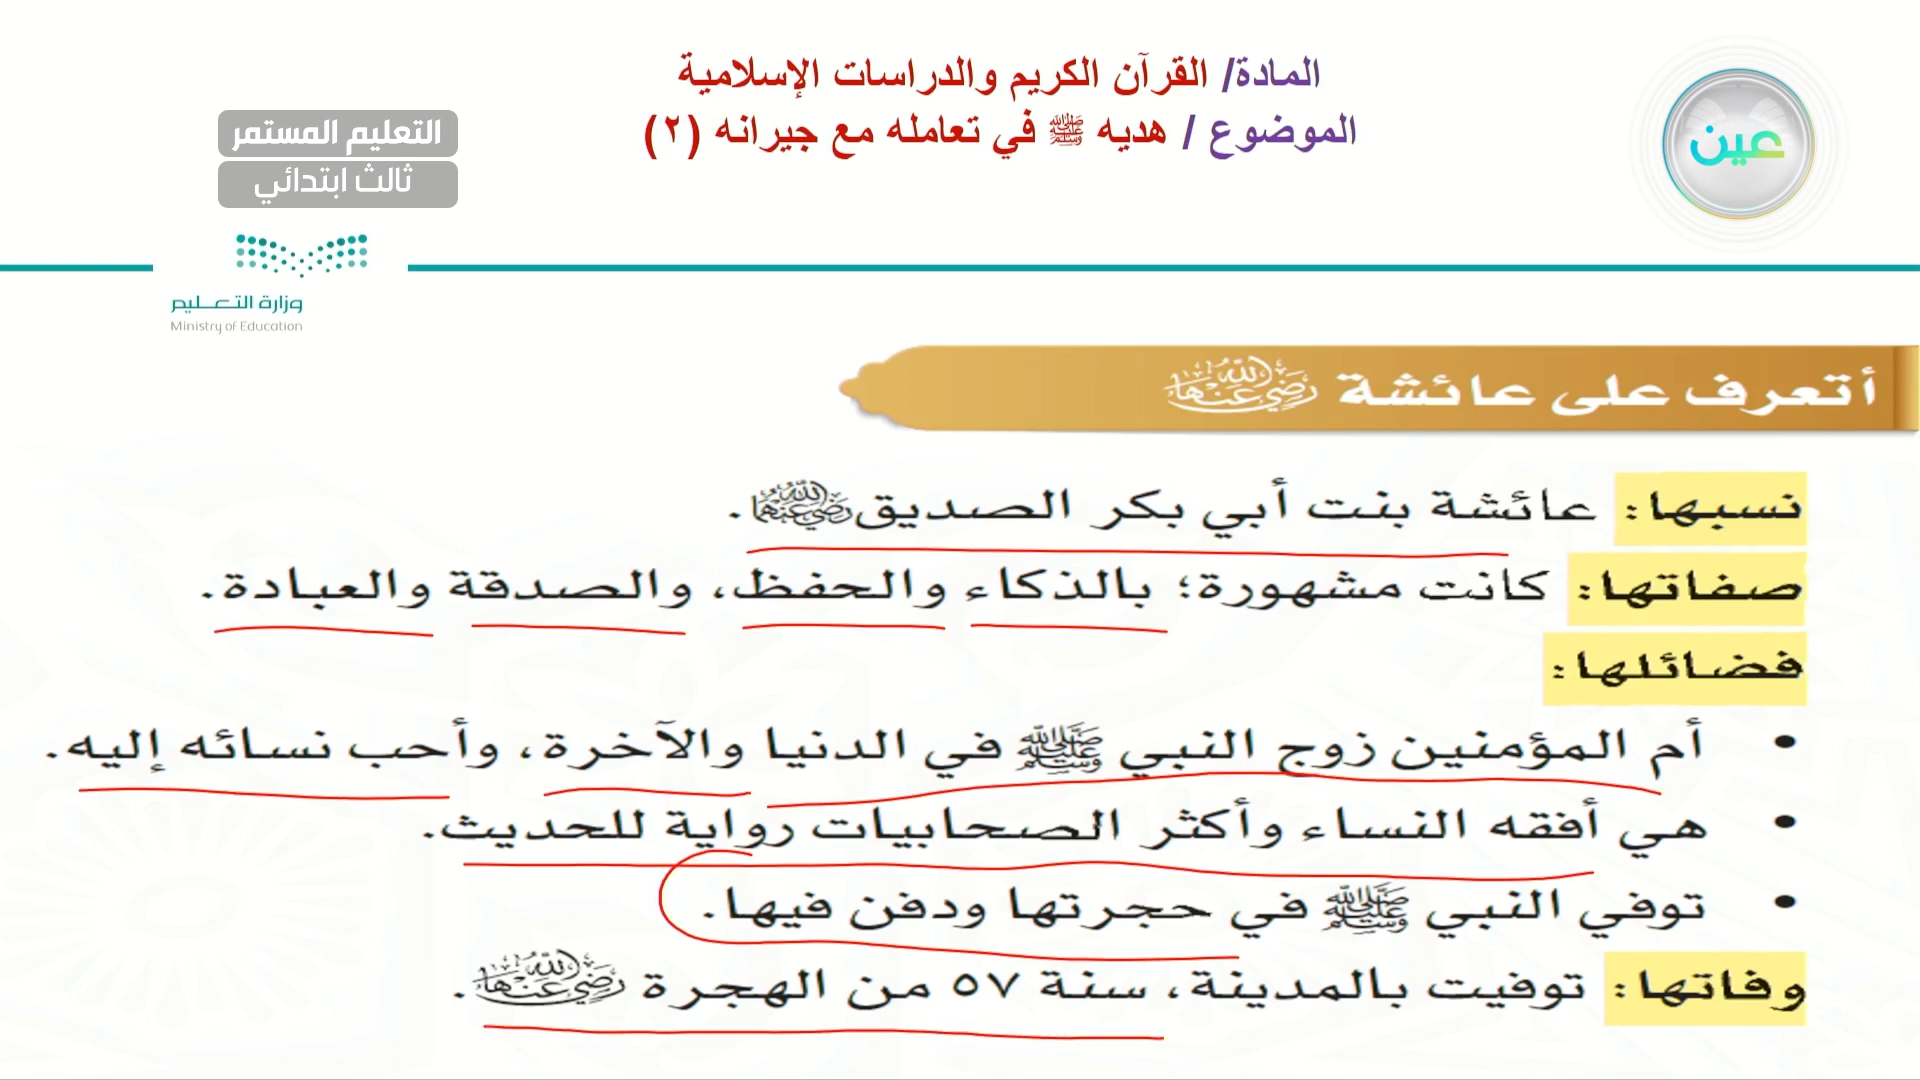 المادة/ القرآن الكريم والدراسات الإسلامية
الموضوع / هديه ﷺ في تعامله مع جيرانه (٢)
عين
التعليم المستمر
ثالث ابتدائي
وزارة التعليم
Ministry of Education
أتعرف على عائشة رضي الله عنها
نسبها: عائشة بنت أبي بكر الصديق رضي الله عنهما.
صفاتها: كانت مشهورة؛ بالذكاء والحفظ، والصدقة والعبادة.
فضائلها:
• أم المؤمنين زوج النبي ﷺ في الدنيا والآخرة، وأحب نسائه إليه.
• هي أفقه النساء وأكثر الصحابيات رواية للحديث.
• توفي النبي ﷺ في حجرتها ودفن فيها.
وفاتها: توفيت بالمدينة، سنة ٥٧ من الهجرة رضي الله عنها.